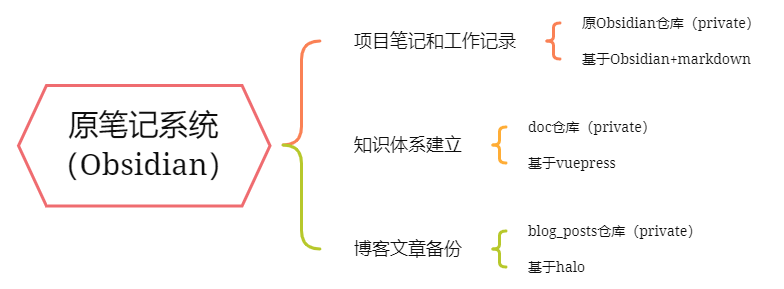 原笔记系统
（Obsidian）
项目笔记和工作记录
原Obsidian仓库（private）
基于Obsidian+markdown
知识体系建立
doc仓库（private）
基于vuepress
博客文章备份
blog_posts仓库（private）
基于halo